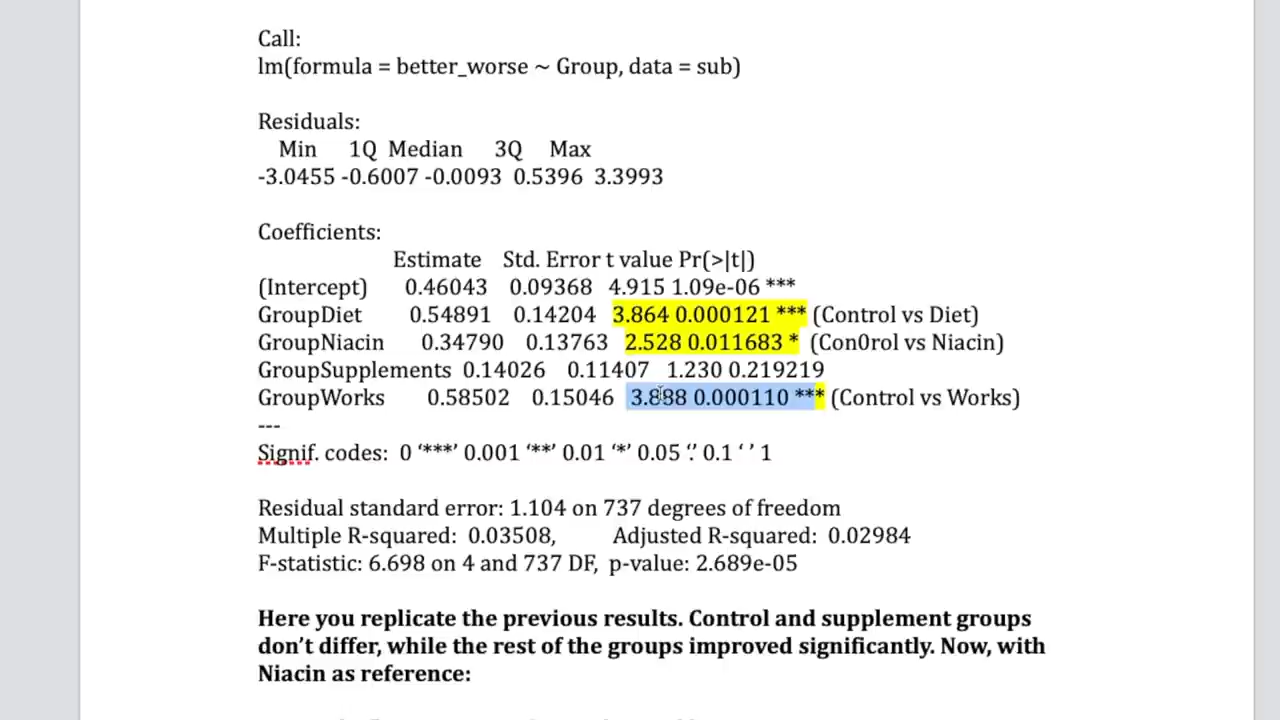 Call:
lm(formula = better_worse ~ Group, data = sub)
Residuals:
Min 1Q Median 3Q Max
-3.0455 -0.6007 -0.0093 0.5396 3.3993
Coefficients:
Estimate Std. Error t value Pr(>|t|)
(Intercept) 0.46043 0.09368 4.915 1.09e-06 ***
GroupDiet 0.54891 0.14204 3.864 0.000121 *** (Control vs Diet)
GroupNiacin 0.34790 0.13763 2.528 0.011683 * (Con0rol vs Niacin)
GroupSupplements 0.14026 0.11407 1.230 0.219219
GroupWorks 0.58502 0.15046 3.888 0.000110 *** (Control vs Works)
---
Signif. codes: 0 ‘***’ 0.001 ‘**’ 0.01 ‘*’ 0.05 ‘.’ 0.1 ‘ ’ 1
Residual standard error: 1.104 on 737 degrees of freedom
Multiple R-squared: 0.03508, Adjusted R-squared: 0.02984
F-statistic: 6.698 on 4 and 737 DF, p-value: 2.689e-05
Here you replicate the previous results. Control and supplement groups
don’t differ, while the rest of the groups improved significantly. Now, with
Niacin as reference: